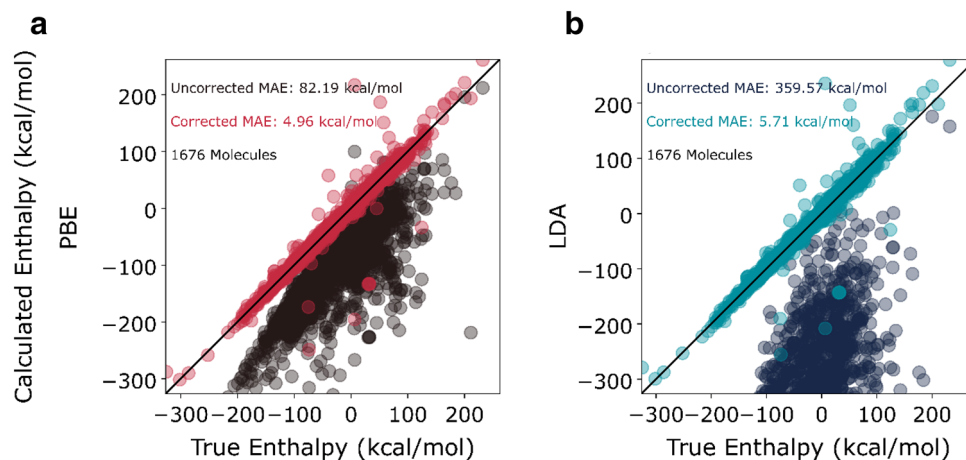 a
Calculated Enthalpy (kcal/mol)
PBE
Uncorrected MAE: 82.19 kcal/mol
Corrected MAE: 4.96 kcal/mol
1676 Molecules
200
100
0
−100
−200
−300
−300 −200 −100 0 100 200
True Enthalpy (kcal/mol)
b
LDA
Uncorrected MAE: 359.57 kcal/mol
Corrected MAE: 5.71 kcal/mol
1676 Molecules
200
100
0
−100
−200
−300
−300 −200 −100 0 100 200
True Enthalpy (kcal/mol)